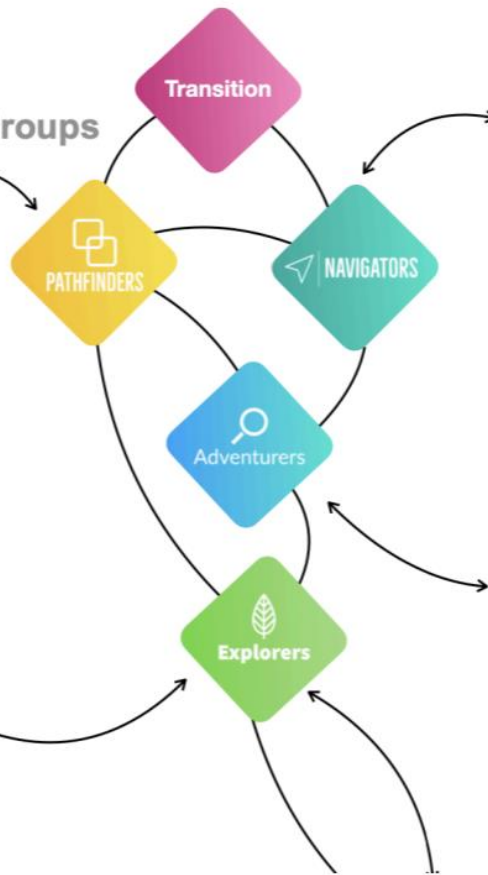 Transition
roups
PATHFINDERS
NAVIGATORS
Adventurers
Explorers